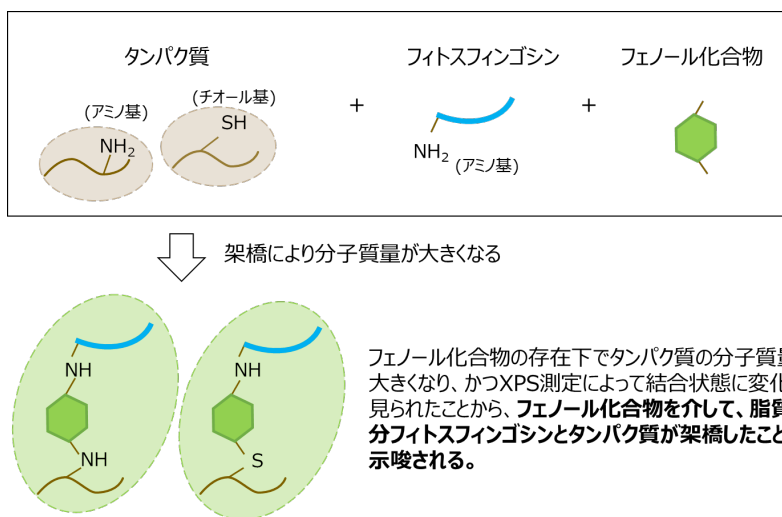 タンパク質
フィトスフィンゴシン
フェノール化合物
(アミノ基)
(チオール基)
SH
NH2
+
+
NH2
(アミノ基)
架橋により分子質量が大きくなる
NH
NH
NH
S
フェノール化合物の存在下でタンパク質の分子質量
大きくなり、かつXPS測定によって結合状態に変化
見られたことから、フェノール化合物を介して、脂質
分フィトスフィンゴシンとタンパク質が架橋したこと
示唆される。